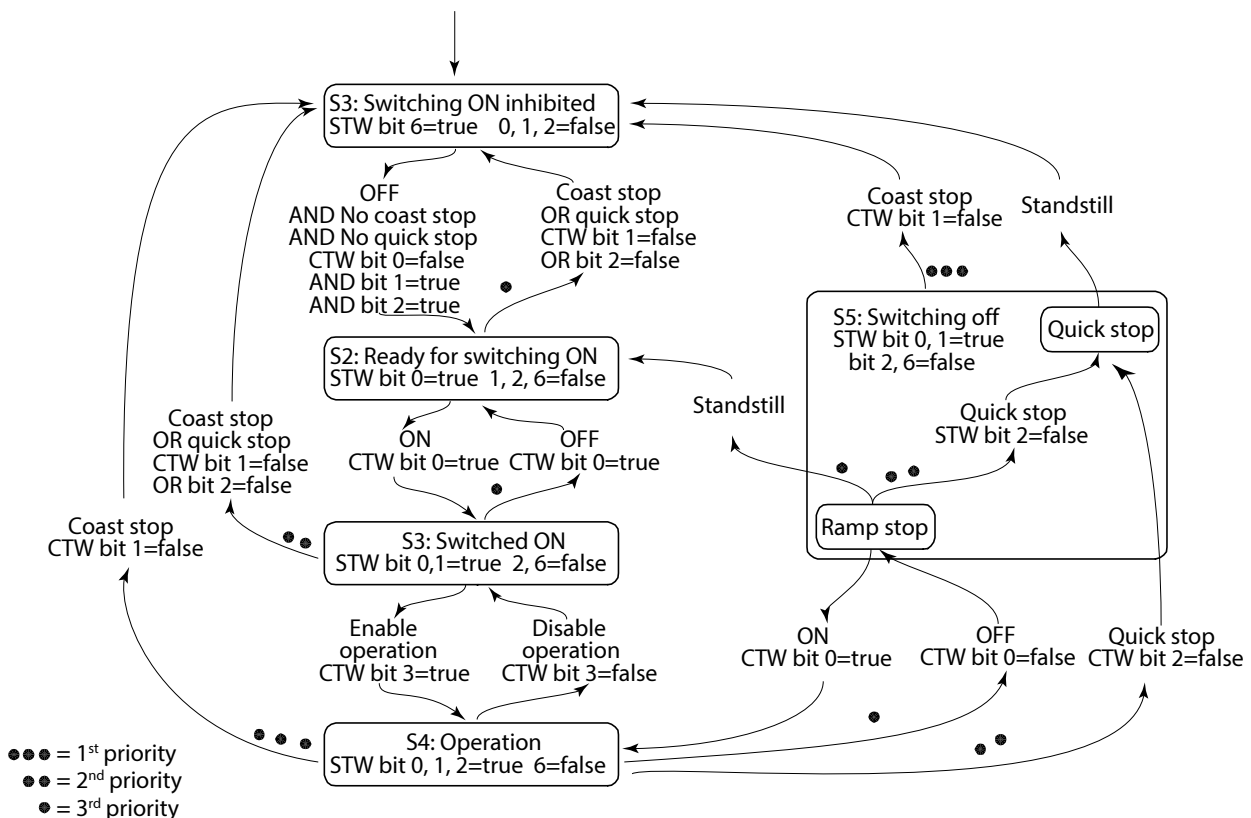 S3: Switching ON inhibited
STW bit 6=true 0, 1, 2=false
OFF
AND No coast stop
AND No quick stop
CTW bit 0=false
AND bit 1=true
AND bit 2=true
Coast stop
OR quick stop
CTW bit 1=false
OR bit 2=false
Coast stop
CTW bit 1=false
Standstill
S2: Ready for switching ON
STW bit 0=true 1, 2, 6=false
S5: Switching off
STW bit 0, 1=true
bit 2, 6=false
Quick stop
Standstill
Quick stop
STW bit 2=false
Coast stop
OR quick stop
CTW bit 1=false
OR bit 2=false
ON
CTW bit 0=true
OFF
CTW bit 0=true
Coast stop
CTW bit 1=false
S3: Switched ON
STW bit 0,1=true 2, 6=false
Ramp stop
Enable
operation
CTW bit 3=true
Disable
operation
CTW bit 3=false
ON
CTW bit 0=true
OFF
CTW bit 0=false
Quick stop
CTW bit 2=false
S4: Operation
STW bit 0, 1, 2=true 6=false
= 1st priority
= 2nd priority
= 3rd priority